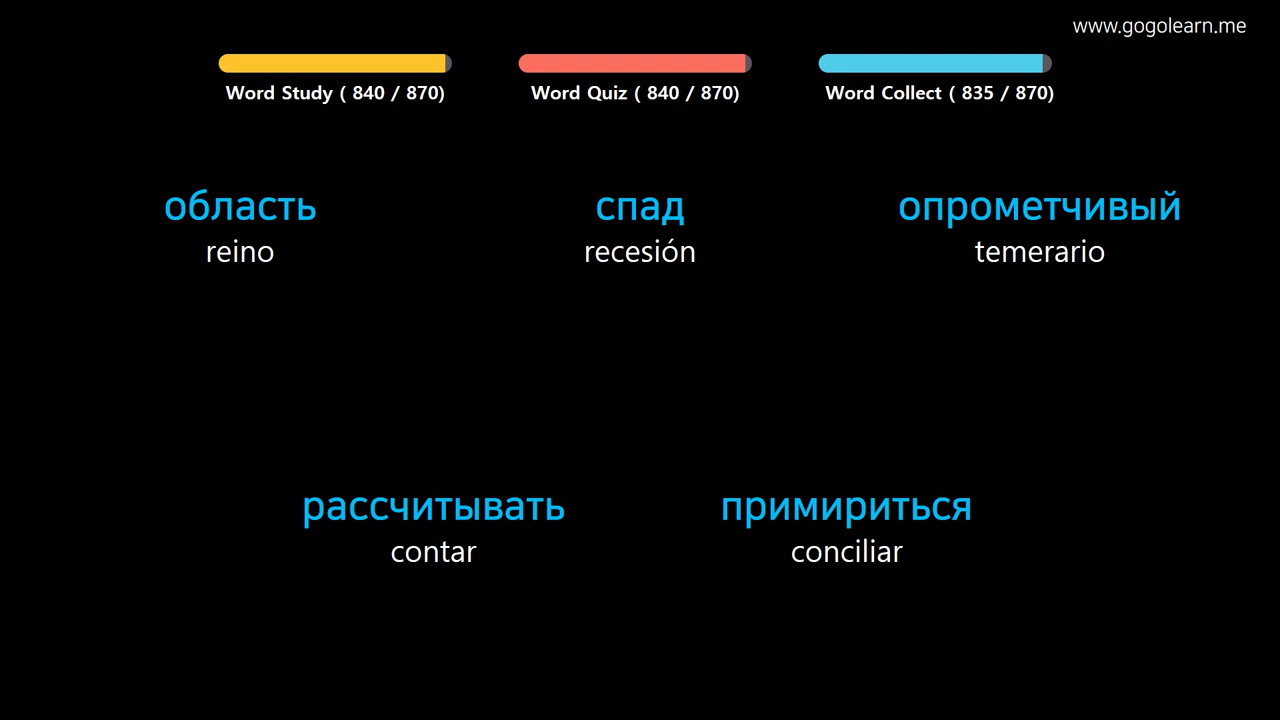 www.gogolearn.me
Word Study ( 840 / 870)
Word Quiz ( 840 / 870)
Word Collect ( 835 / 870)
область
reino
спад
recesión
опрометчивый
temerario
рассчитывать
contar
примириться
conciliar